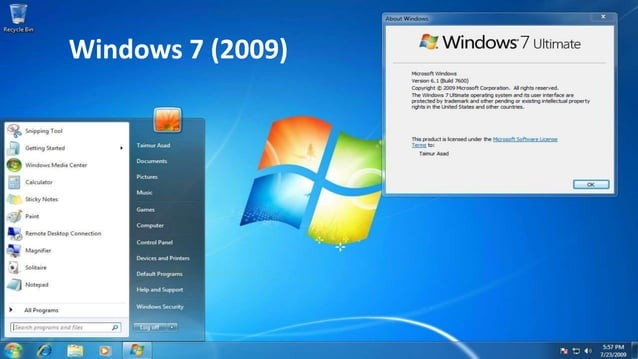 Recycle Bin
Windows 7 (2009)
About Windows
Windows 7 Ultimate
Microsoft Windows
Version 6.1 (Build 7600)
Copyright © 2009 Microsoft Corporation. All rights reserved.
The Windows 7 Ultimate operating system and its user interface are
protected by trademark and other pending or existing intellectual property
rights in the United States and other countries.
This product is licensed under the Microsoft Software License
Terms to:
Taimur Asad
OK
Snipping Tool
Getting Started
Windows Media Center
Calculator
Sticky Notes
Paint
Remote Desktop Connection
Magnifier
Solitaire
Notepad
All Programs
Search programs and files
Taimur Asad
Documents
Pictures
Music
Games
Computer
Control Panel
Devices and Printers
Default Programs
Help and Support
Windows Security
Log off
5:57 PM
7/23/2009